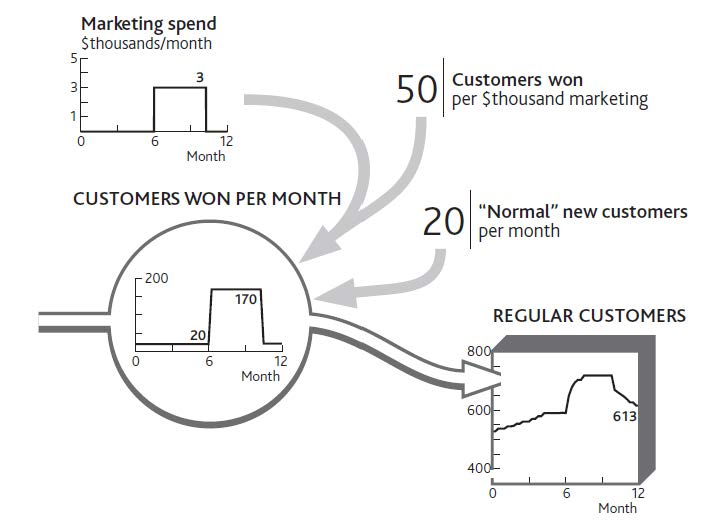 Marketing spend
$thousands/month
5
3
3
1
0 6 12
Month
50 Customers won
per $thousand marketing
CUSTOMERS WON PER MONTH
20 "Normal" new customers
per month
200
170
20
0 6 12
Month
REGULAR CUSTOMERS
800
600
613
400
0 6 12
Month